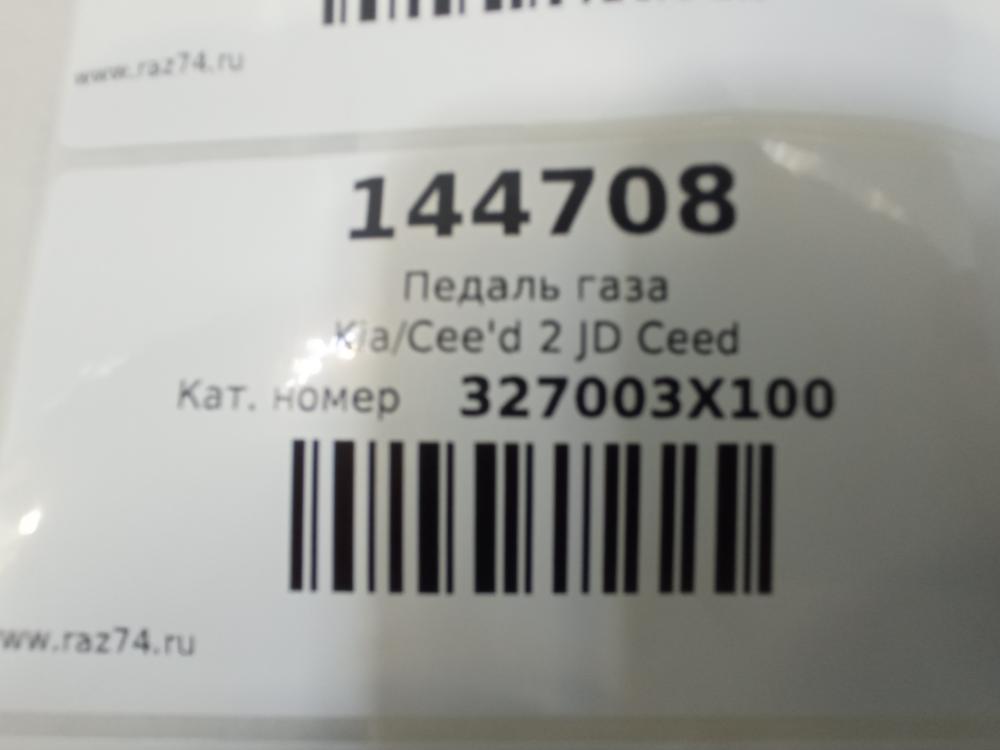 www.raz74.ru
144708
Педаль газа
Kia/Cee'd 2 JD Ceed
Кат. номер 327003X100
www.raz74.ru